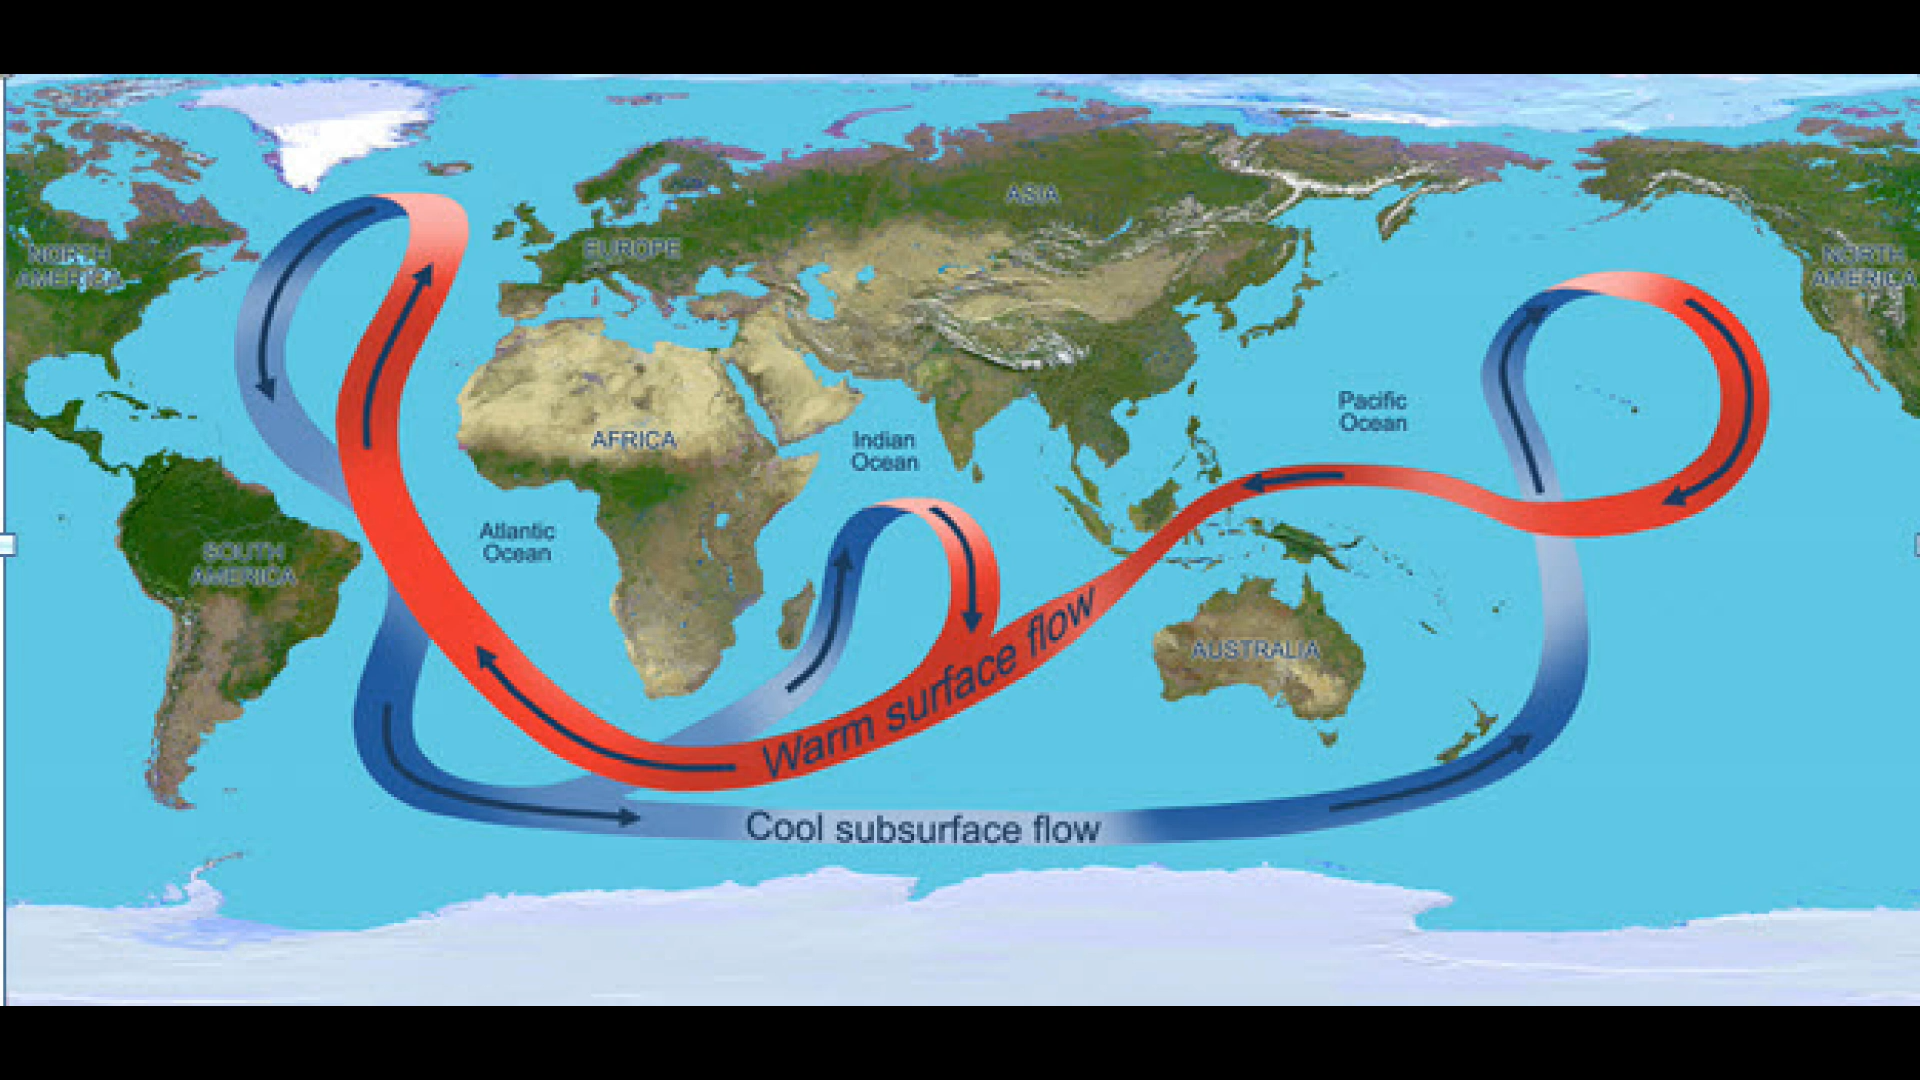 ASIA
NORTH
AMERICA
EUROPE
NORTH
AMERICA
Pacific
Ocean
AFRICA
Indian
Ocean
Atlantic
Ocean
SOUTH
AMERICA
AUSTRALIA
Warm surface flow
Cool subsurface flow